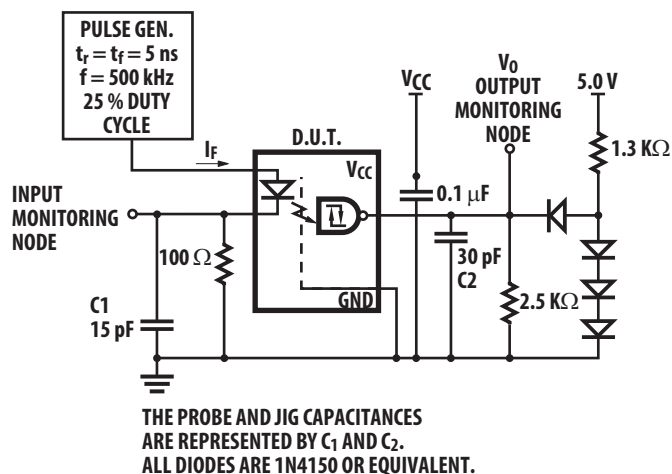 PULSE GEN.
tr = tf = 5 ns
f = 500 kHz
25 % DUTY
CYCLE
IF
D.U.T.
VCC
GND
INPUT
MONITORING
NODE
100 Ω
C1
15 pF
VCC
0.1 μF
VO
OUTPUT
MONITORING
NODE
5.0 V
1.3 KΩ
30 pF
C2
2.5 KΩ
THE PROBE AND JIG CAPACITANCES
ARE REPRESENTED BY C1 AND C2.
ALL DIODES ARE 1N4150 OR EQUIVALENT.